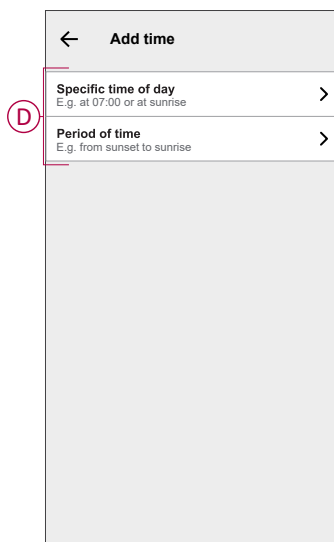 Add time
Specific time of day
E.g. at 07:00 or at sunrise
D
Period of time
E.g. from sunset to sunrise